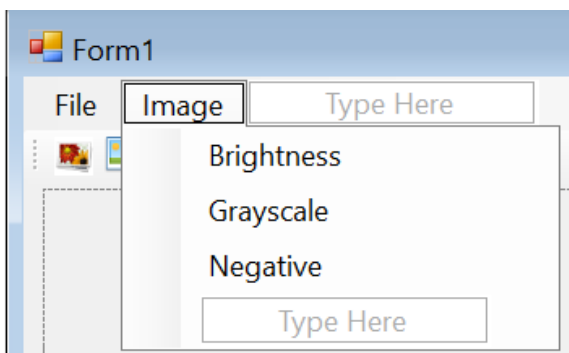 Form1
File Image Type Here
Brightness
Grayscale
Negative
Type Here